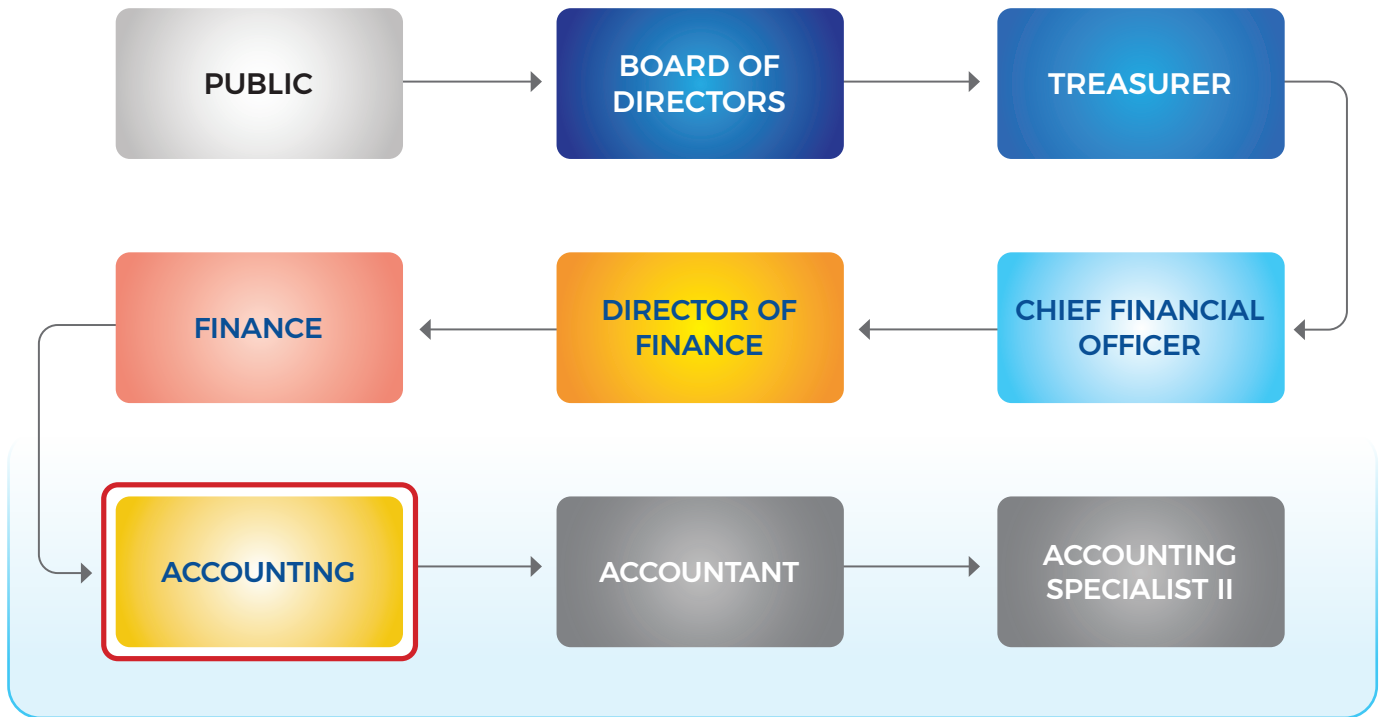 PUBLIC
BOARD OF
DIRECTORS
TREASURER
CHIEF FINANCIAL
OFFICER
DIRECTOR OF
FINANCE
FINANCE
ACCOUNTING
ACCOUNTANT
ACCOUNTING
SPECIALIST II